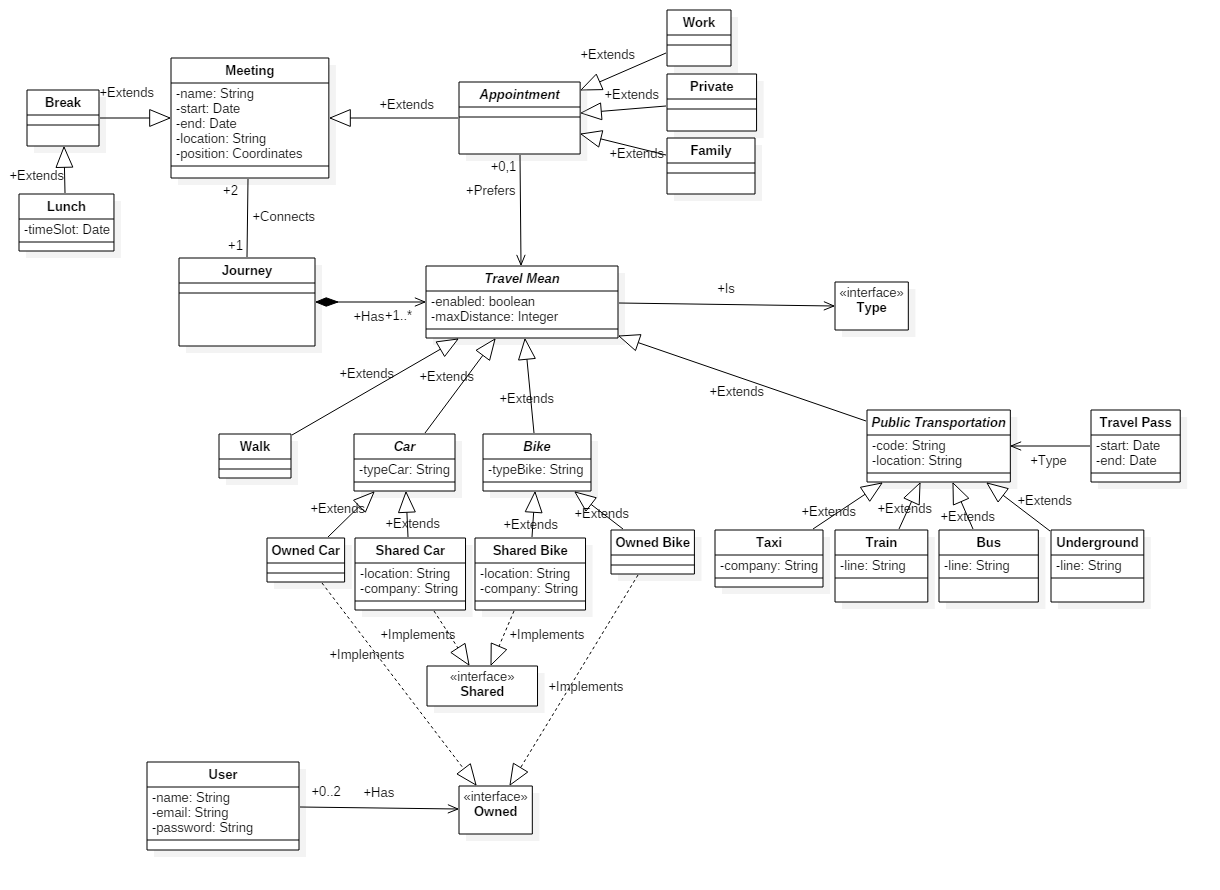 Work
+Extends
Meeting
-name: String
-start: Date
-end: Date
-location: String
-position: Coordinates
Break
+Extends
+Extends
Appointment
+Extends
Private
+Extends
Family
+Extends
Lunch
-timeSlot: Date
+2
+Connects
+1
+0,1
+Prefers
Journey
+Has
+1..*
Travel Mean
-enabled: boolean
-maxDistance: Integer
+Is
«interface»
Type
+Extends
+Extends
+Extends
+Extends
Walk
Car
-typeCar: String
Bike
-typeBike: String
Public Transportation
-code: String
-location: String
+Type
Travel Pass
-start: Date
-end: Date
+Extends
+Extends
+Extends
+Extends
+Extends
+Extends
+Extends
+Extends
Owned Car
Shared Car
-location: String
-company: String
Shared Bike
-location: String
-company: String
Owned Bike
Taxi
-company: String
Train
-line: String
Bus
-line: String
Underground
-line: String
+Implements
+Implements
+Implements
+Implements
«interface»
Shared
User
-name: String
-email: String
-password: String
+0..2
+Has
«interface»
Owned
+Extends